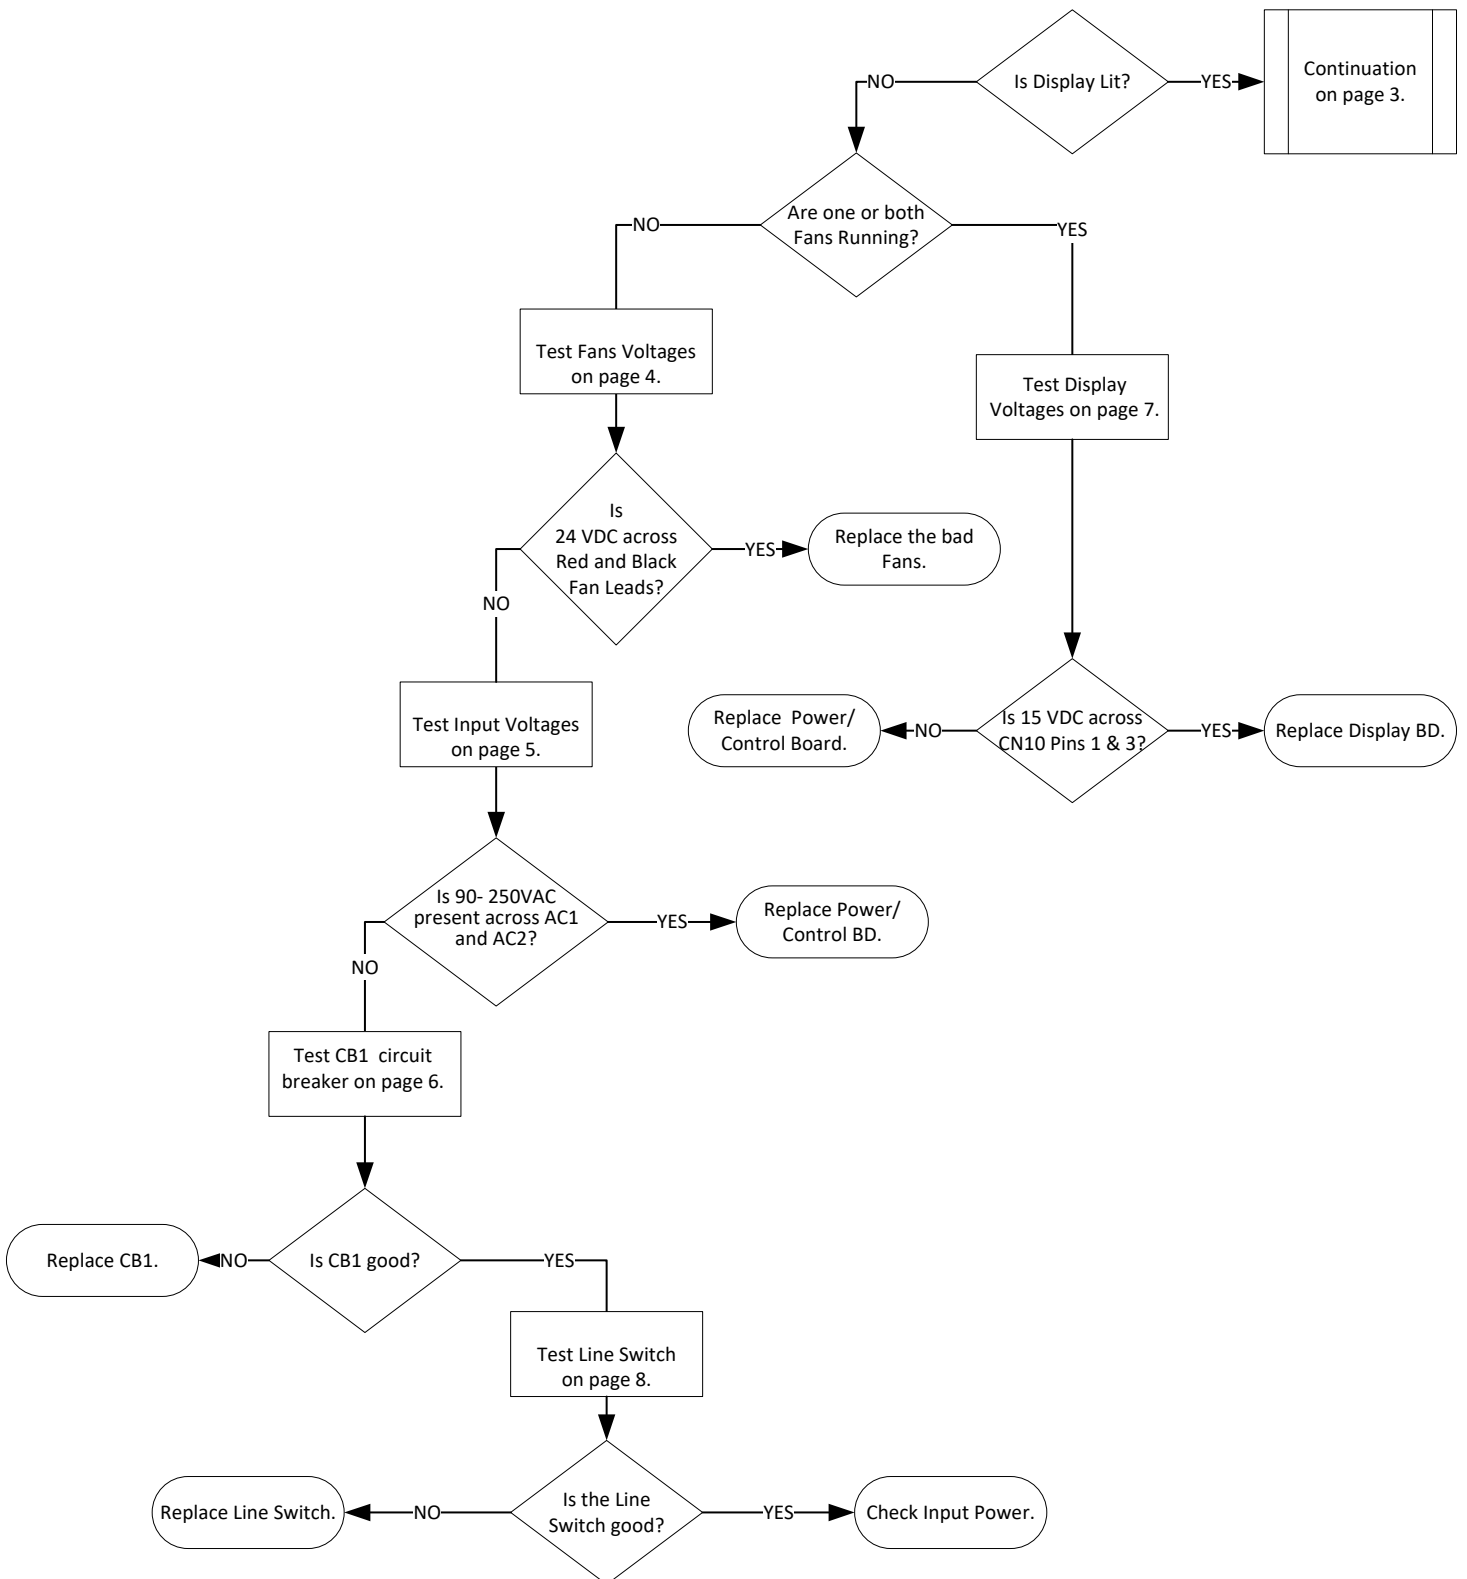 Is Display Lit?
NO
YES
Continuation
on page 3.
Are one or both
Fans Running?
NO
YES
Test Fans Voltages
on page 4.
Test Display
Voltages on page 7.
Is
24 VDC across
Red and Black
Fan Leads?
YES
Replace the bad
Fans.
NO
Test Input Voltages
on page 5.
Replace Power/
Control Board.
NO
Is 15 VDC across
CN10 Pins 1 & 3?
YES
Replace Display BD.
Is 90- 250VAC
present across AC1
and AC2?
YES
Replace Power/
Control BD.
NO
Test CB1 circuit
breaker on page 6.
Replace CB1.
NO
Is CB1 good?
YES
Test Line Switch
on page 8.
Replace Line Switch.
NO
Is the Line
Switch good?
YES
Check Input Power.